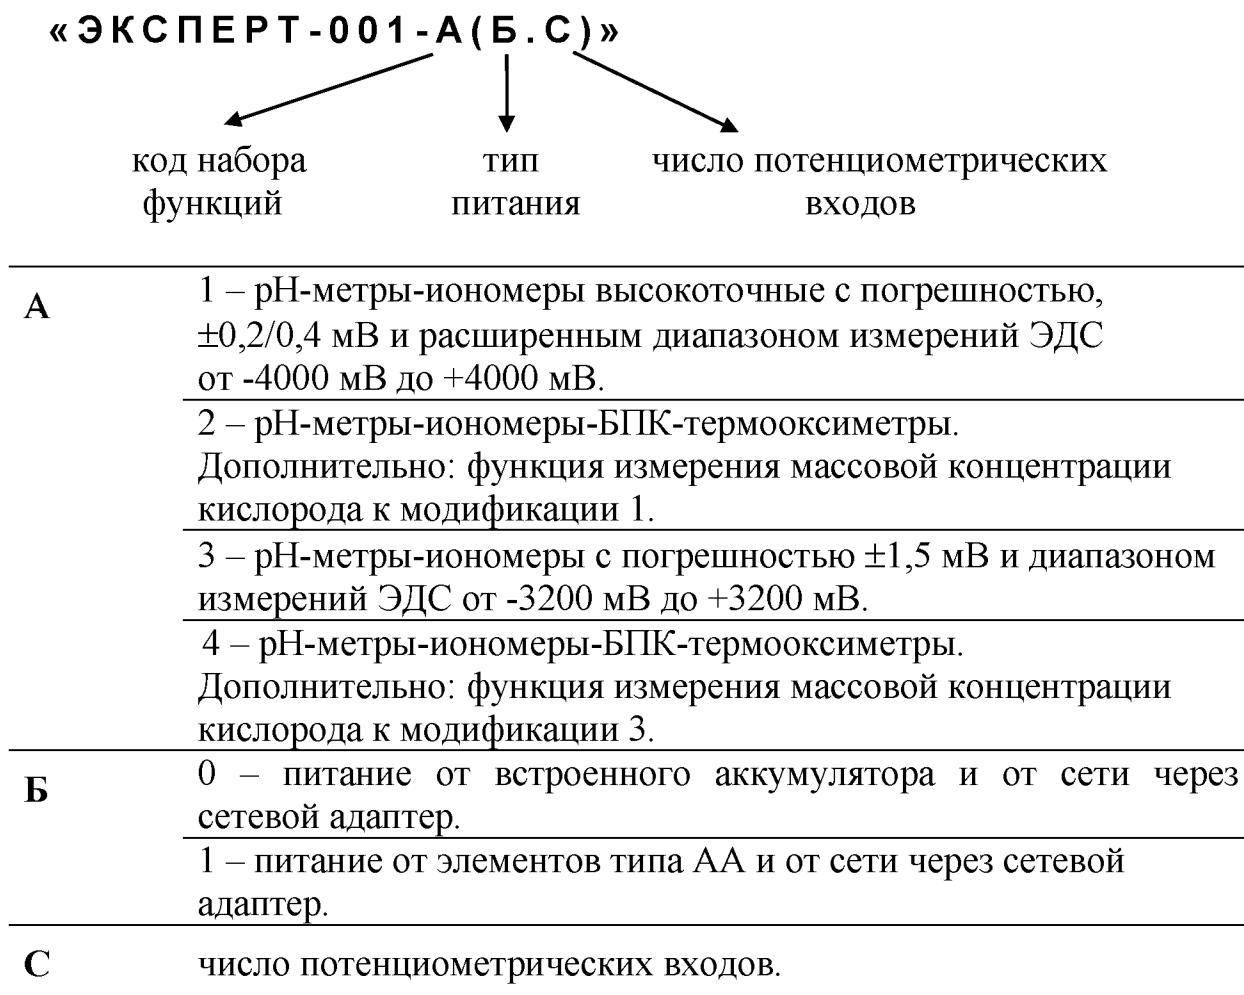 «ЭКСПЕРТ-001-А(Б.С)»
код набора функций
тип питания
число потенциометрических входов
А
1 – рН-метры-иономеры высокоточные с погрешностью,
±0,2/0,4 мВ и расширенным диапазоном измерений ЭДС
от -4000 мВ до +4000 мВ.
2 – рН-метры-иономеры-БПК-термооксиметры.
Дополнительно: функция измерения массовой концентрации
кислорода к модификации 1.
3 – рН-метры-иономеры с погрешностью ±1,5 мВ и диапазоном
измерений ЭДС от -3200 мВ до +3200 мВ.
4 – рН-метры-иономеры-БПК-термооксиметры.
Дополнительно: функция измерения массовой концентрации
кислорода к модификации 3.
Б
0 – питание от встроенного аккумулятора и от сети через
сетевой адаптер.
1 – питание от элементов типа АА и от сети через сетевой
адаптер.
С
число потенциометрических входов.